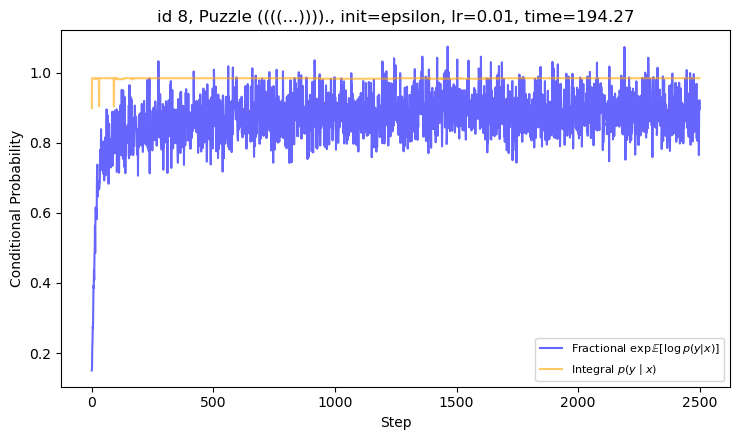 id 8, Puzzle ((((...))))., init=epsilon, lr=0.01, time=194.27
Conditional Probability
1.0
0.8
0.6
0.4
0.2
0
500
1000
1500
2000
2500
Step
Fractional exp 𝔼[log p(y|x)]
Integral p(y | x)